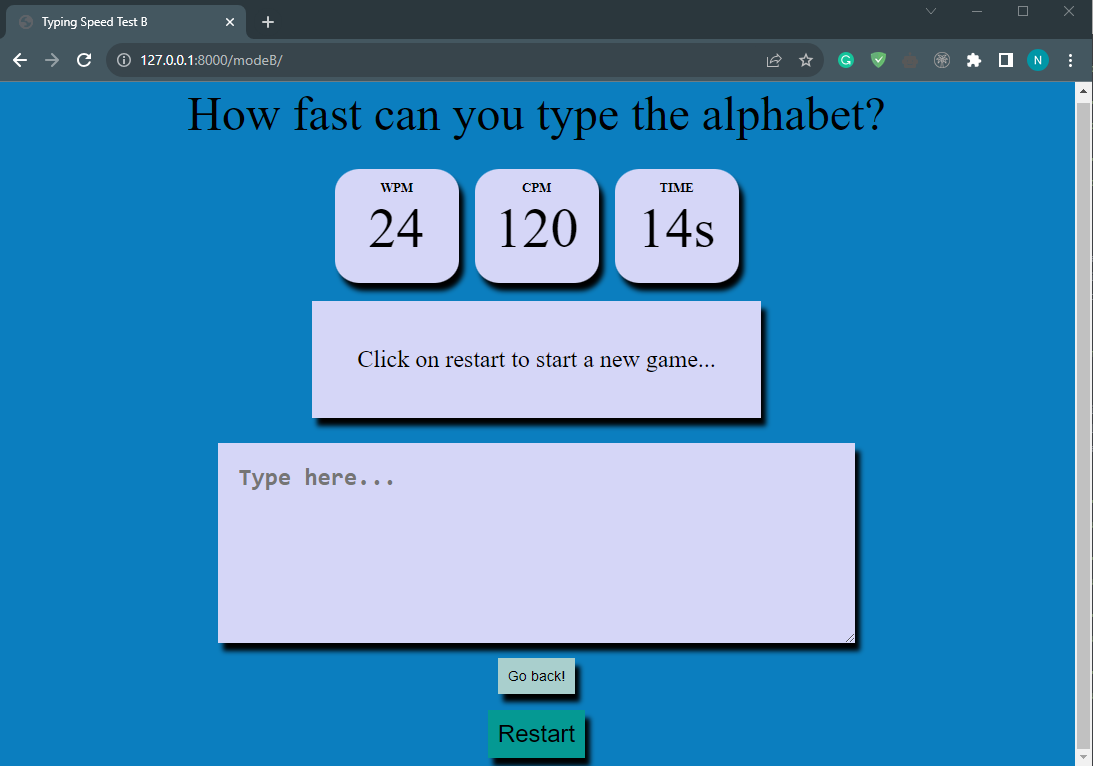 Typing Speed Test B
127.0.0.1:8000/modeB/
N
How fast can you type the alphabet?
WPM CPM TIME
24 120 14s
Click on restart to start a new game...
Type here...
Go back!
Restart